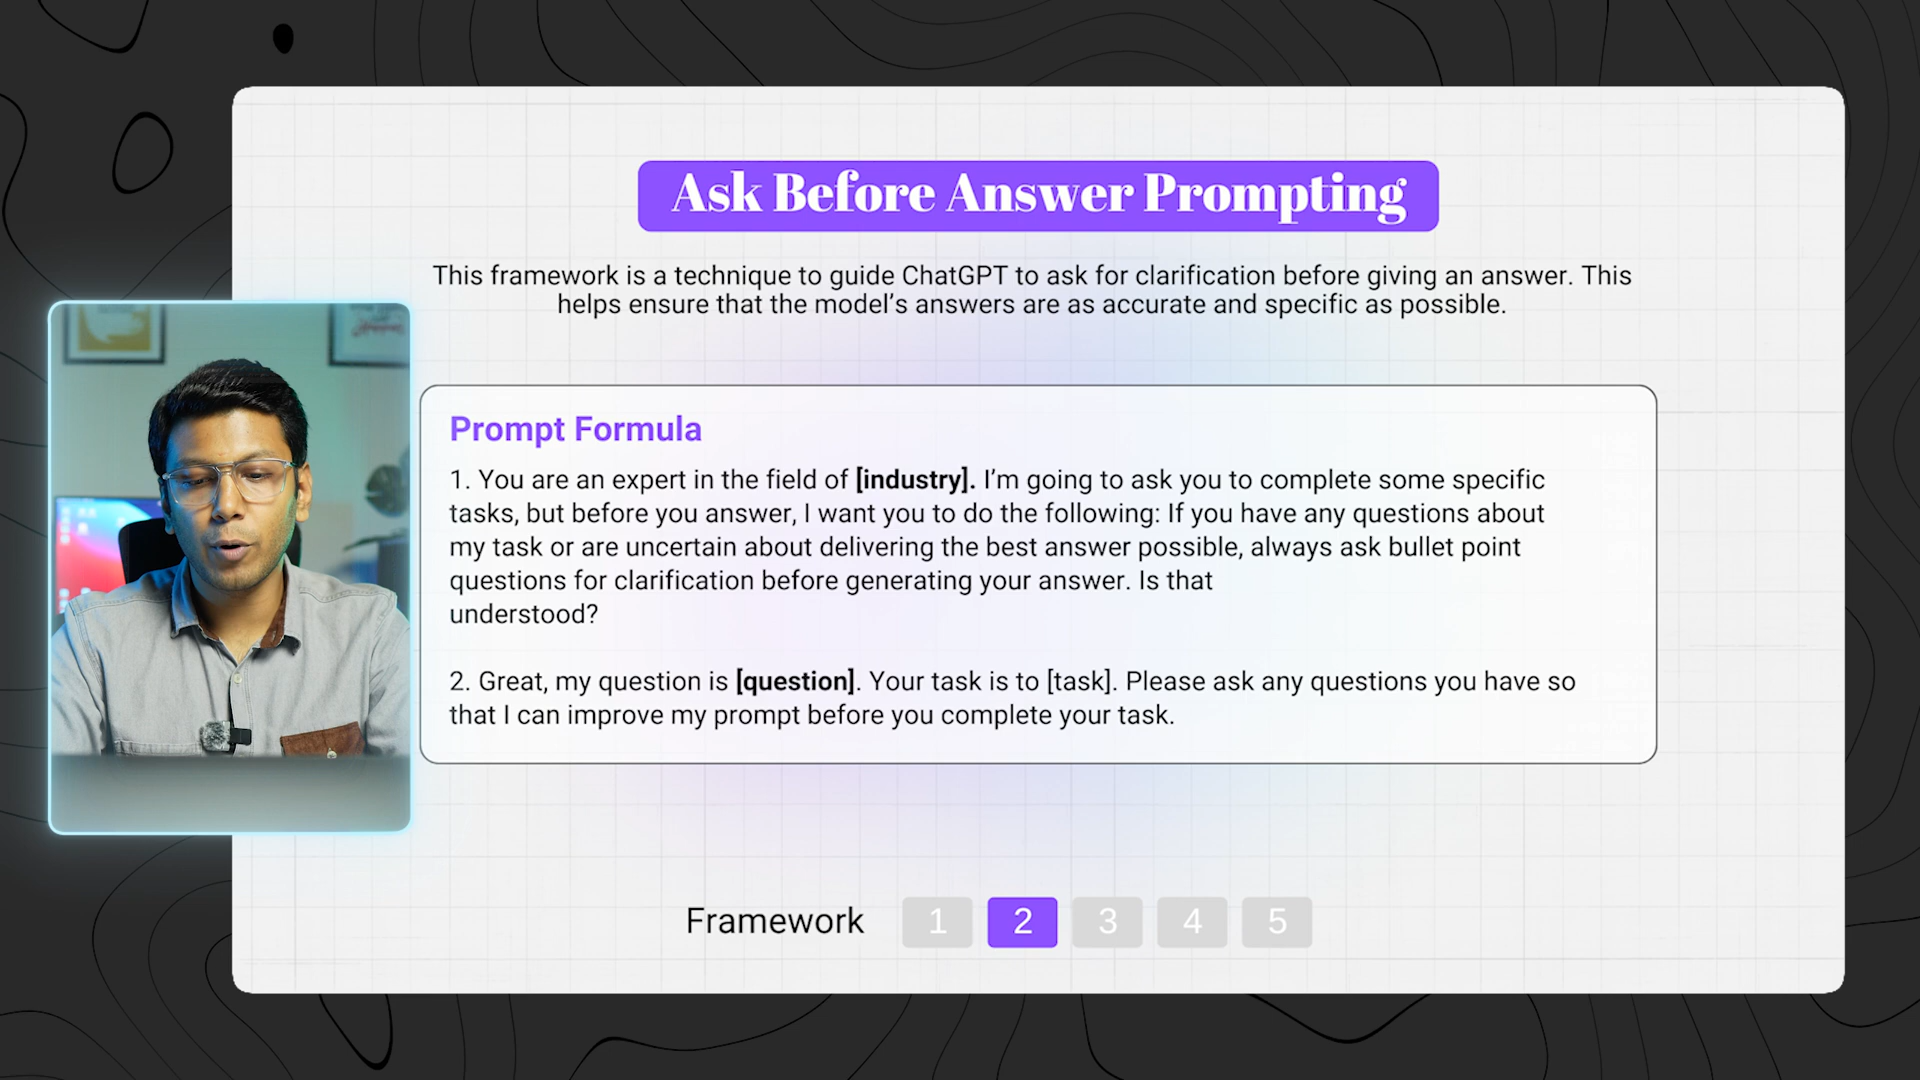 Ask Before Answer Prompting
This framework is a technique to guide ChatGPT to ask for clarification before giving an answer. This
helps ensure that the model's answers are as accurate and specific as possible.
Prompt Formula
1. You are an expert in the field of [industry]. I'm going to ask you to complete some specific
tasks, but before you answer, I want you to do the following: If you have any questions about
my task or are uncertain about delivering the best answer possible, always ask bullet point
questions for clarification before generating your answer. Is that
understood?
2. Great, my question is [question]. Your task is to [task]. Please ask any questions you have so
that I can improve my prompt before you complete your task.
Framework 1 2 3 4 5